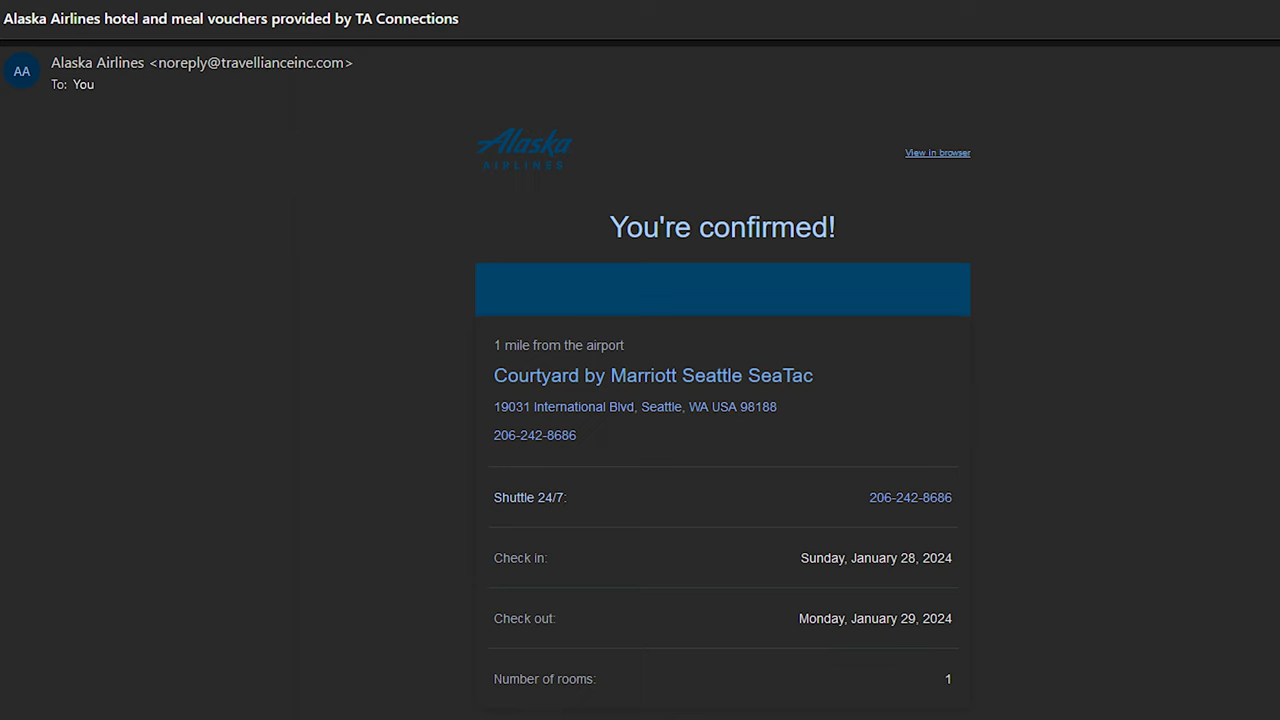 Alaska Airlines hotel and meal vouchers provided by TA Connections
AA
Alaska Airlines <noreply@travellianceinc.com>
To: You
Alaska
AIRLINES
View in browser
You're confirmed!
1 mile from the airport
Courtyard by Marriott Seattle SeaTac
19031 International Blvd, Seattle, WA USA 98188
206-242-8686
Shuttle 24/7: 206-242-8686
Check in: Sunday, January 28, 2024
Check out: Monday, January 29, 2024
Number of rooms: 1